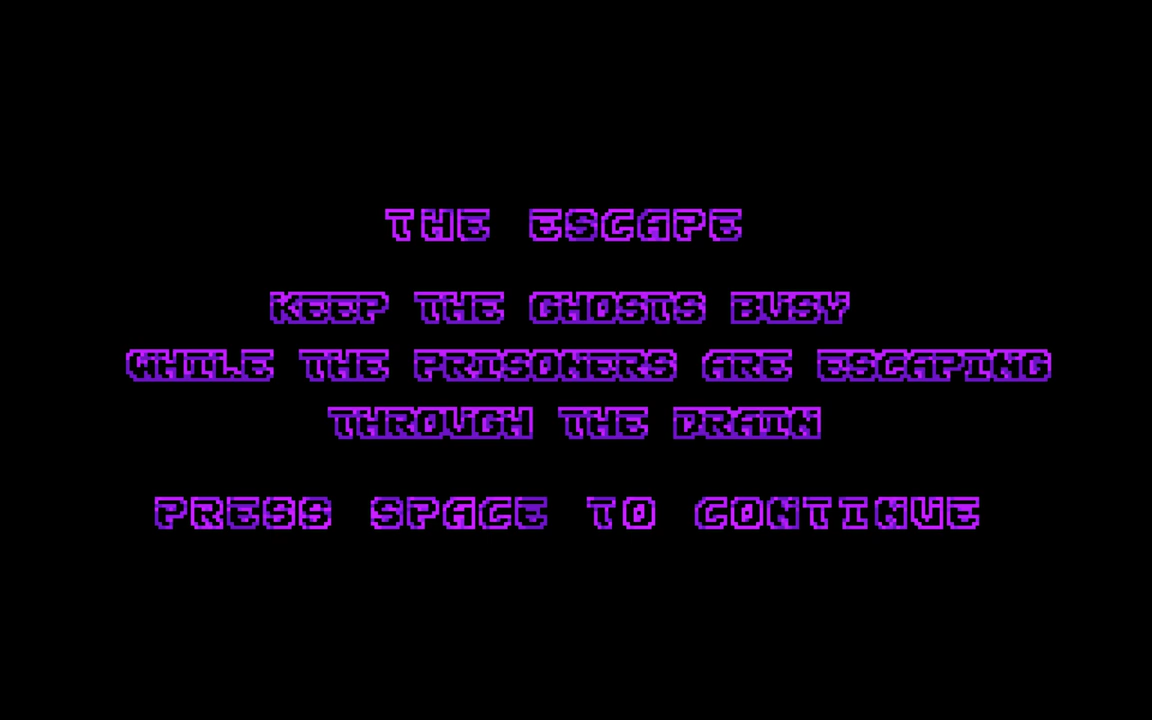 THE ESCAPE
KEEP THE GHOSTS BUSY
WHILE THE PRISONERS ARE ESCAPING
THROUGH THE DRAIN
PRESS SPACE TO CONTINUE